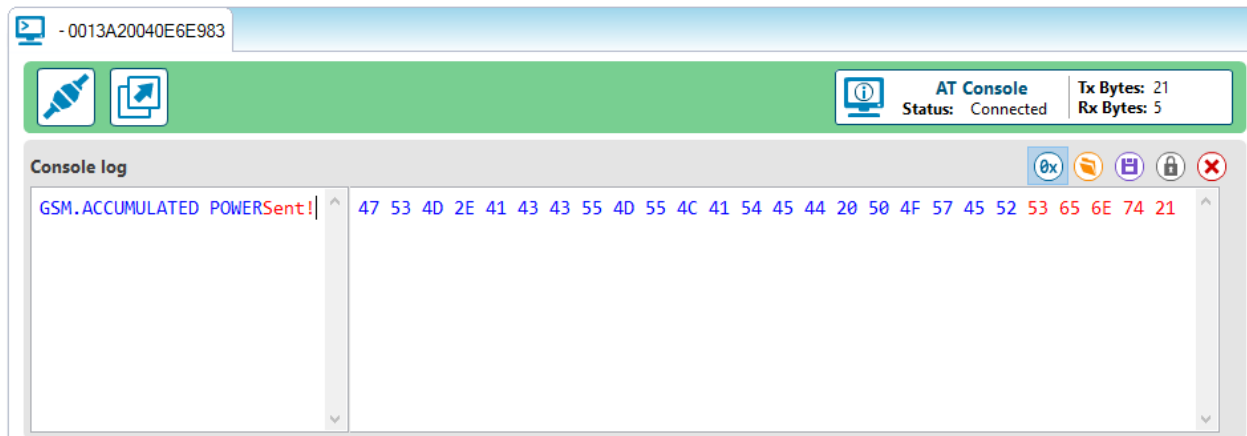 - 0013A20040E6E983
AT Console
Status: Connected
Tx Bytes: 21
Rx Bytes: 5
Console log
0x
GSM.ACCUMULATED POWERSent!
47 53 4D 2E 41 43 43 55 4D 55 4C 41 54 45 44 20 50 4F 57 45 52 53 65 6E 74 21